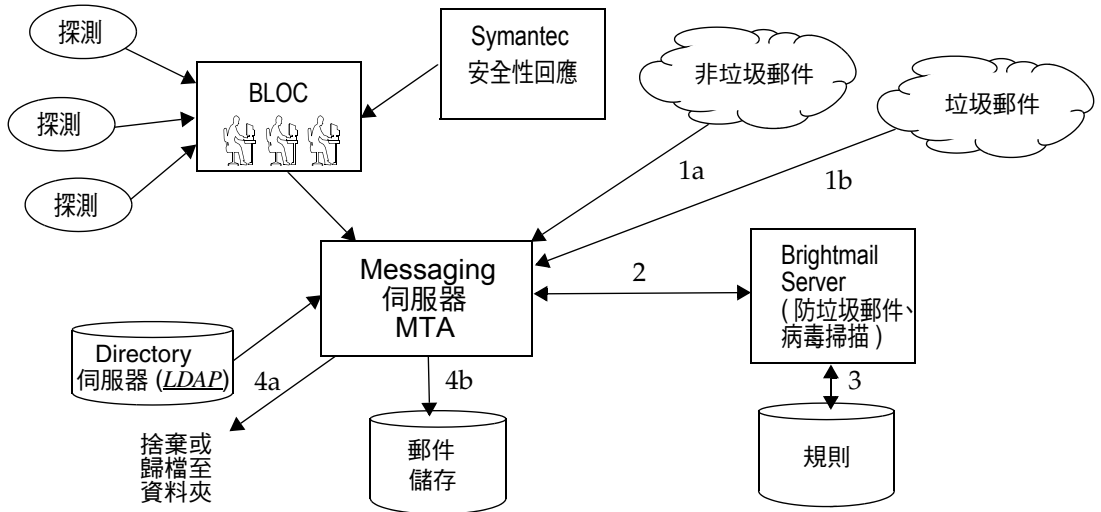 探測
Symantec
安全性回應
非垃圾郵件
垃圾郵件
BLOC
探測
探測
1a
1b
Messaging
伺服器
MTA
2
Brightmail
Server
( 防垃圾郵件、
病毒掃描 )
Directory
伺服器 (LDAP)
4a
4b
3
捨棄或
歸檔至
資料夾
郵件
儲存
規則